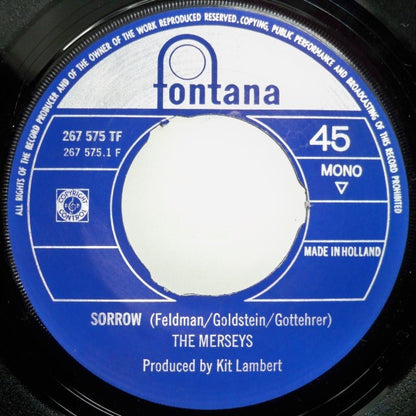 ALL RIGHTS OF THE RECORD PRODUCER AND OF THE OWNER OF THE WORK REPRODUCED RESERVED. COPYING, PUBLIC PERFORMANCE AND BROADCASTING OF THIS RECORD PROHIBITED
fontana
267 575 TF
267 575.1 F
45
MONO
COPYRIGHT
CONTROL
MADE IN HOLLAND
SORROW (Feldman/Goldstein/Gottehrer)
THE MERSEYS
Produced by Kit Lambert